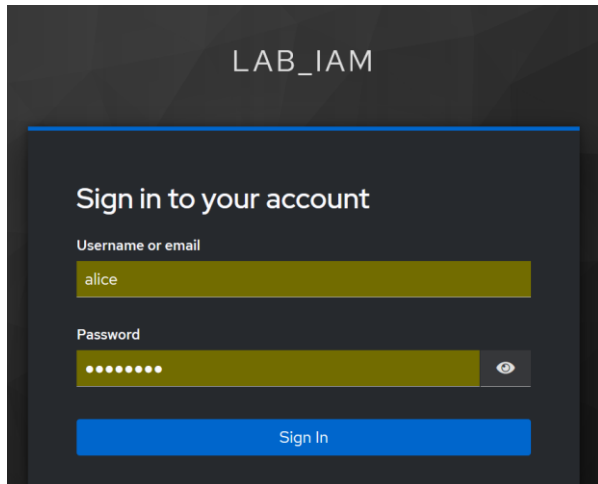 LAB_IAM
Sign in to your account
Username or email
alice
Password
••••••••
Sign In